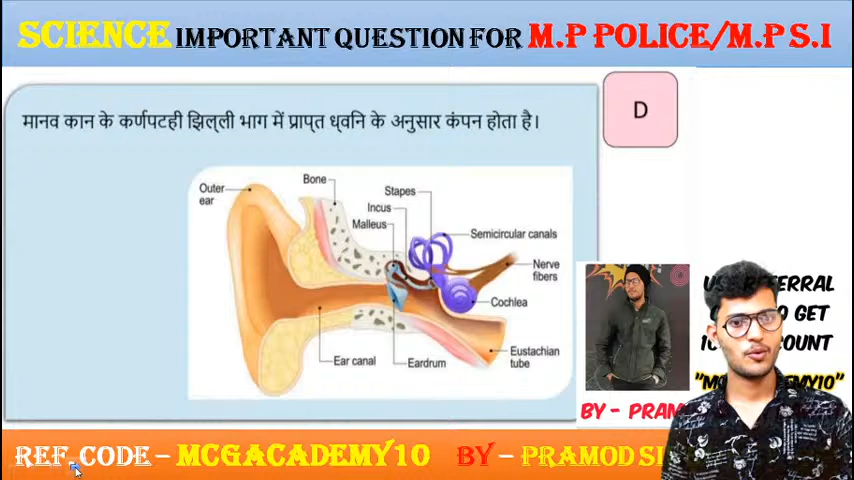 SCIENCE IMPORTANT QUESTION FOR M.P POLICE/M.P S.I
D
मानव कान के कर्णपटही झिल्ली भाग में प्राप्त ध्वनि के अनुसार कंपन होता है।
Outer
ear
Bone
Stapes
Incus
Malleus
Semicircular canals
Nerve
fibers
Cochlea
Ear canal
Eardrum
Eustachian
tube
GET
BY -
REF. CODE - MCGACADEMY10 BY - PRAMOD